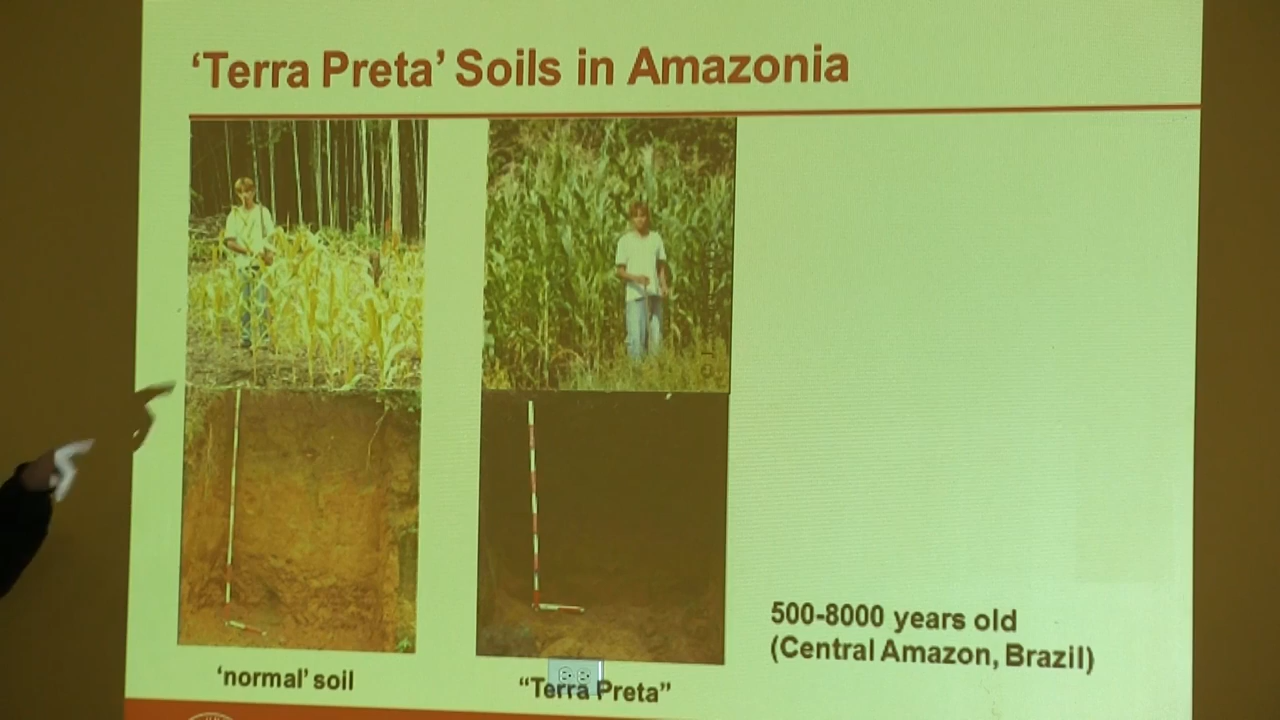 ‘Terra Preta’ Soils in Amazonia
500-8000 years old
(Central Amazon, Brazil)
‘normal’ soil
“Terra Preta”